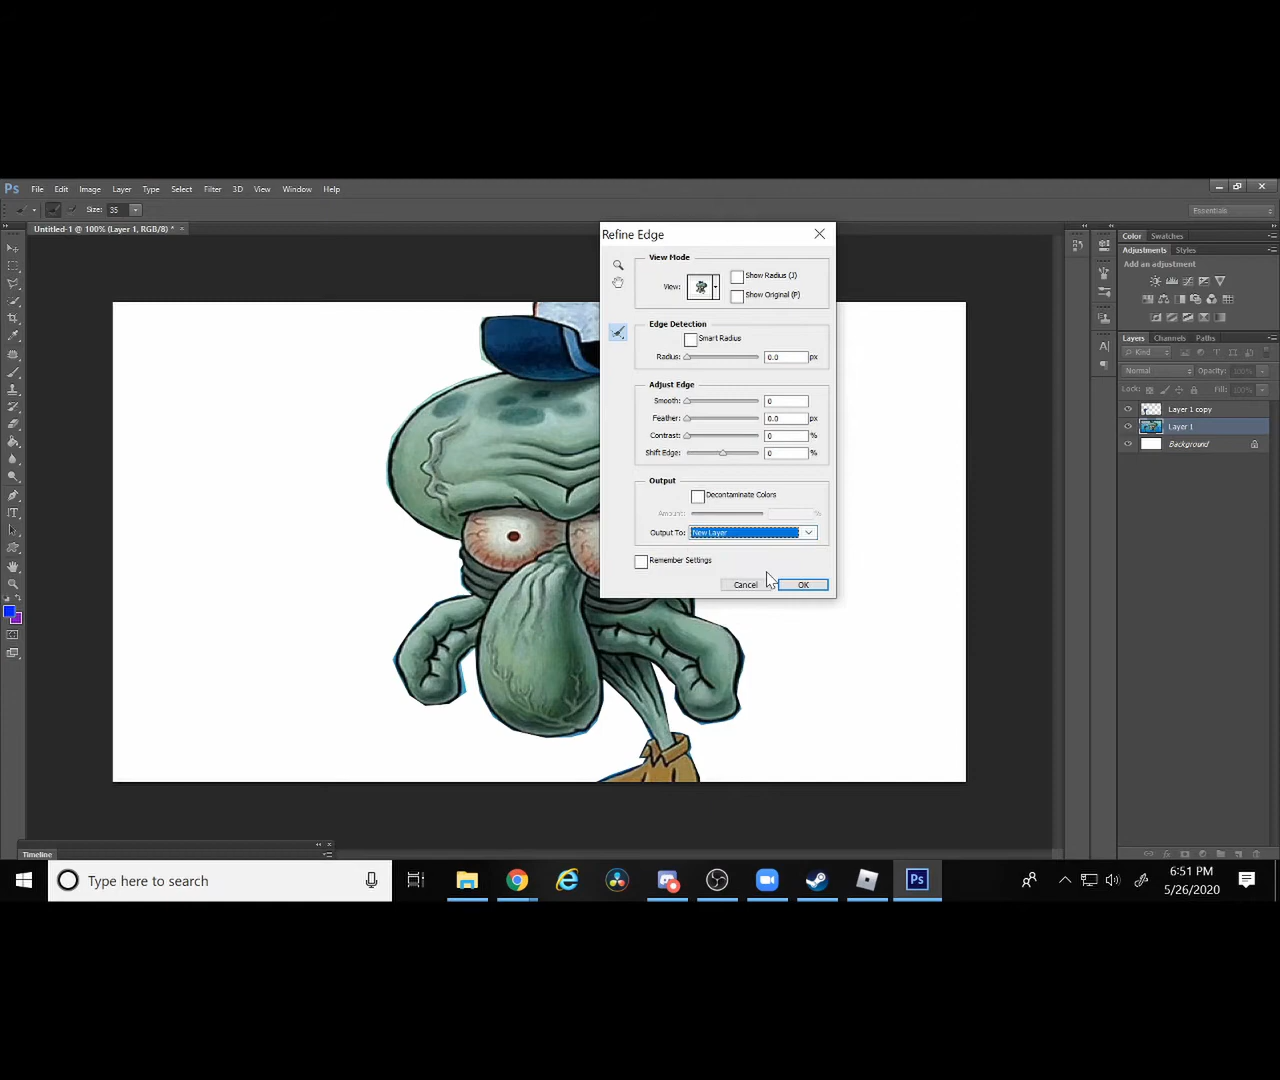 Ps File Edit Image Layer Type Select Filter 3D View Window Help
Size: 35
Essentials
Untitled-1 @ 100% (Layer 1, RGB/8) *
Refine Edge
View Mode
View:
Show Radius (J)
Show Original (P)
Edge Detection
Smart Radius
Radius: 0.0 px
Adjust Edge
Smooth: 0
Feather: 0.0 px
Contrast: 0 %
Shift Edge: 0 %
Output
Decontaminate Colors
Amount: %
Output To: New Layer
Remember Settings
Cancel OK
Color Swatches
Adjustments Styles
Add an adjustment
Layers Channels Paths
Kind
Normal Opacity:
Lock: Fill:
Layer 1 copy
Layer 1
Background
Timeline
Type here to search
Ps
6:51 PM
5/26/2020